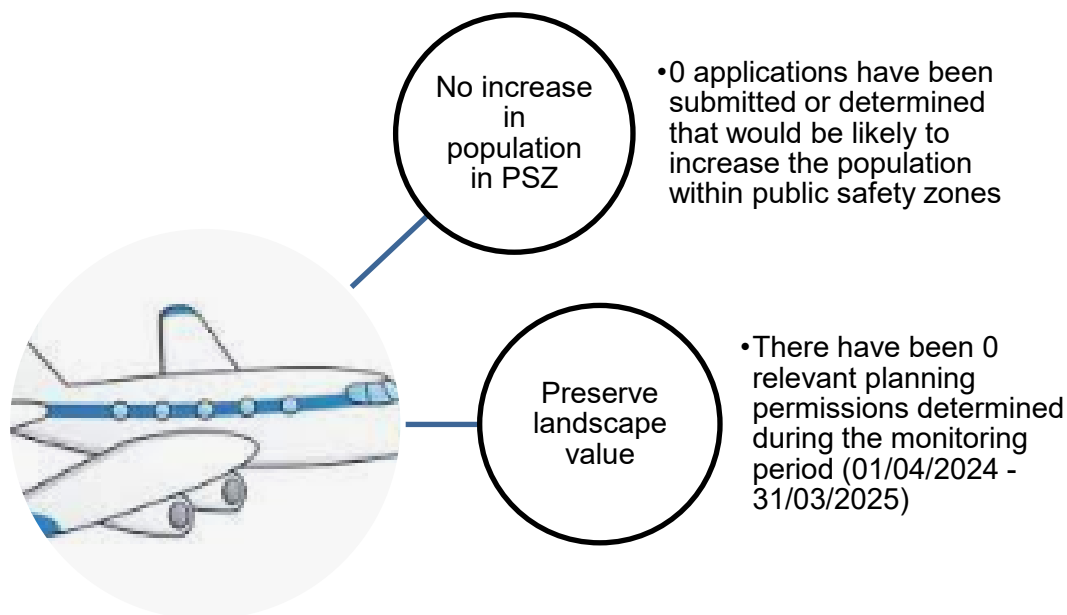 No increase
in
population
in PSZ
•0 applications have been
submitted or determined
that would be likely to
increase the population
within public safety zones
Preserve
landscape
value
•There have been 0
relevant planning
permissions determined
during the monitoring
period (01/04/2024 -
31/03/2025)